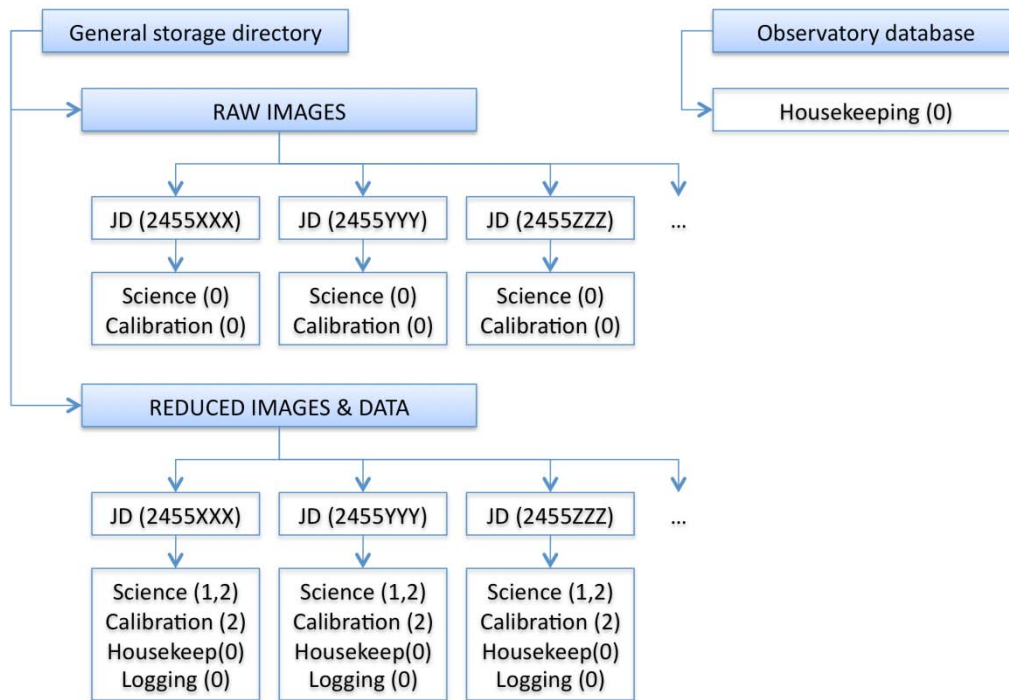 General storage directory
Observatory database
RAW IMAGES
Housekeeping (0)
JD (2455XXX)
JD (2455YYY)
JD (2455ZZZ)
...
Science (0)
Calibration (0)
Science (0)
Calibration (0)
Science (0)
Calibration (0)
REDUCED IMAGES & DATA
JD (2455XXX)
JD (2455YYY)
JD (2455ZZZ)
...
Science (1,2)
Calibration (2)
Housekeep(0)
Logging (0)
Science (1,2)
Calibration (2)
Housekeep(0)
Logging (0)
Science (1,2)
Calibration (2)
Housekeep(0)
Logging (0)